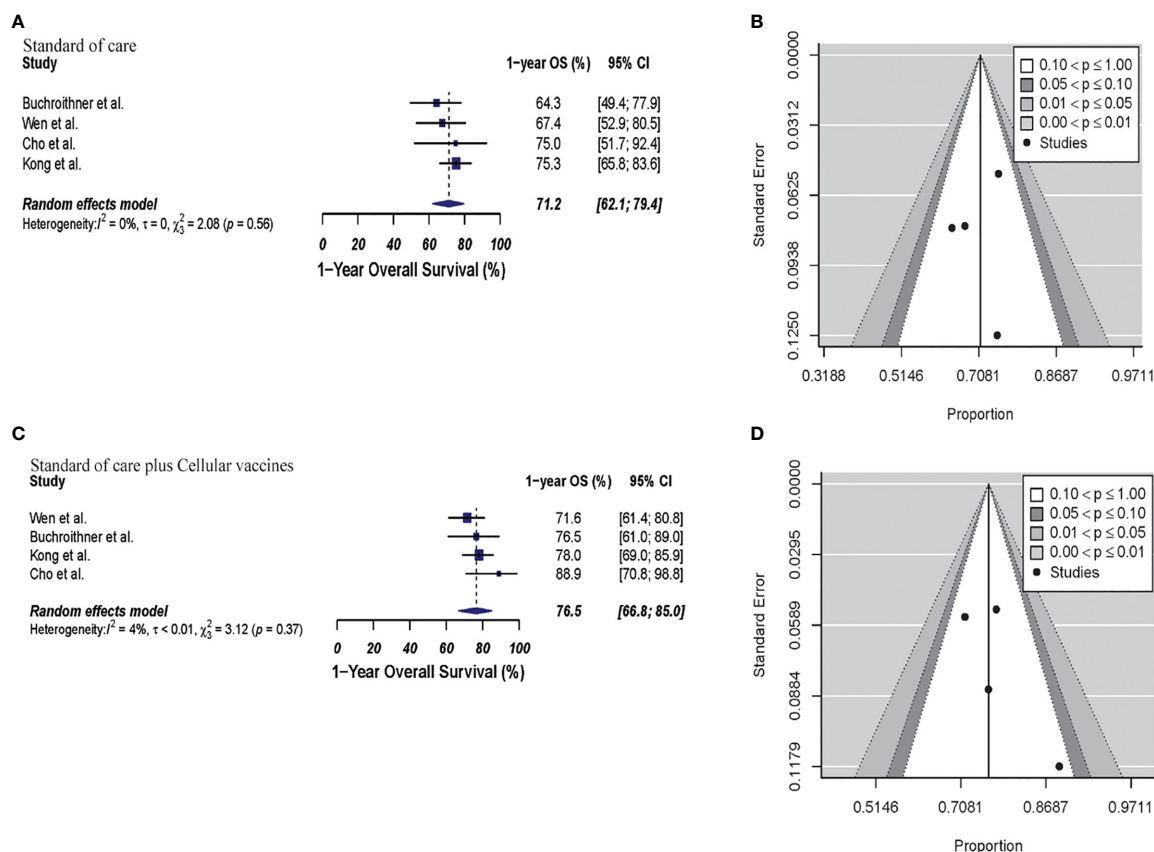 A
Standard of care
Study 1−year OS (%) 95% CI
Buchroithner et al. 64.3 [49.4; 77.9]
Wen et al. 67.4 [52.9; 80.5]
Cho et al. 75.0 [51.7; 92.4]
Kong et al. 75.3 [65.8; 83.6]
Random effects model 71.2 [62.1; 79.4]
Heterogeneity:I² = 0%, τ = 0, χ²₃ = 2.08 (p = 0.56)
0 20 40 60 80 100
1−Year Overall Survival (%)
B
0.10 < p ≤ 1.00
0.05 < p ≤ 0.10
0.01 < p ≤ 0.05
0.00 < p ≤ 0.01
Studies
Standard Error
0.0000
0.0312
0.0625
0.0938
0.1250
0.3188 0.5146 0.7081 0.8687 0.9711
Proportion
C
Standard of care plus Cellular vaccines
Study 1−year OS (%) 95% CI
Wen et al. 71.6 [61.4; 80.8]
Buchroithner et al. 76.5 [61.0; 89.0]
Kong et al. 78.0 [69.0; 85.9]
Cho et al. 88.9 [70.8; 98.8]
Random effects model 76.5 [66.8; 85.0]
Heterogeneity:I² = 4%, τ < 0.01, χ²₃ = 3.12 (p = 0.37)
0 20 40 60 80 100
1−Year Overall Survival (%)
D
0.10 < p ≤ 1.00
0.05 < p ≤ 0.10
0.01 < p ≤ 0.05
0.00 < p ≤ 0.01
Studies
Standard Error
0.0000
0.0295
0.0589
0.0884
0.1179
0.5146 0.7081 0.8687 0.9711
Proportion